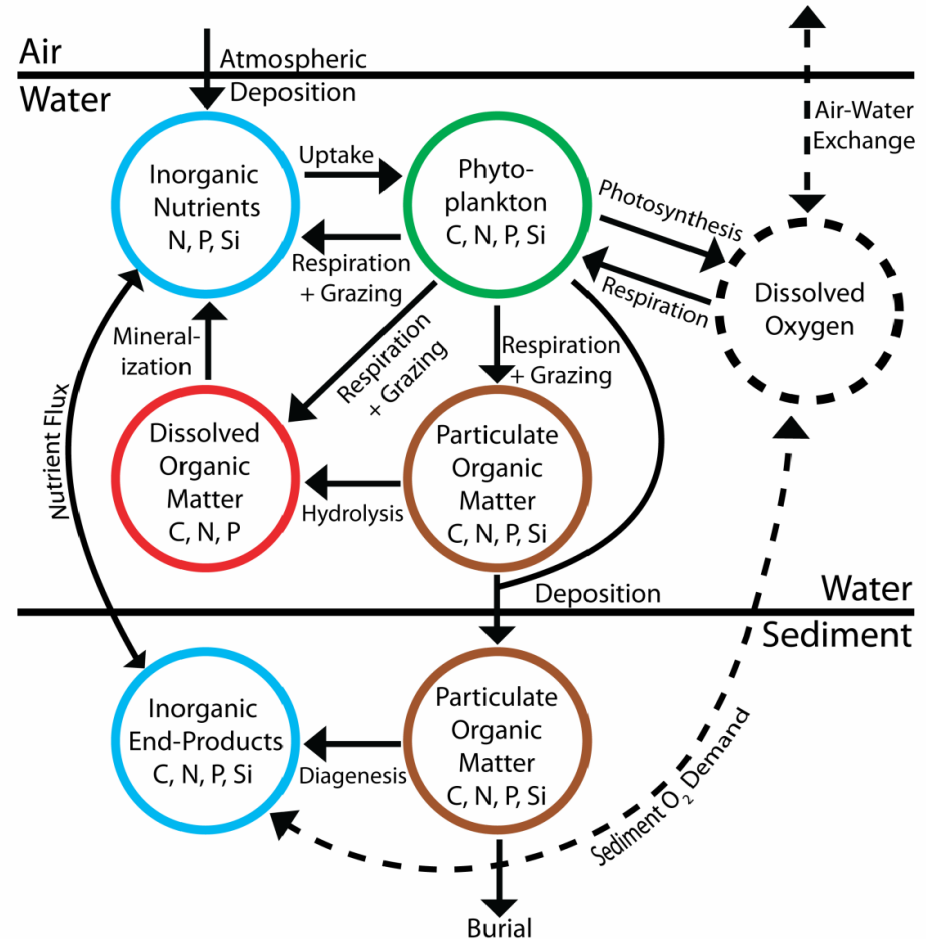 Air
Atmospheric
Deposition
Water
Air-Water
Exchange
Inorganic
Nutrients
N, P, Si
Uptake
Respiration
+ Grazing
Phyto-
plankton
C, N, P, Si
Photosynthesis
Respiration
Dissolved
Oxygen
Mineral-
ization
Respiration
+ Grazing
Respiration
+ Grazing
Nutrient Flux
Dissolved
Organic
Matter
C, N, P
Hydrolysis
Particulate
Organic
Matter
C, N, P, Si
Deposition
Water
Sediment
Inorganic
End-Products
C, N, P, Si
Diagenesis
Particulate
Organic
Matter
C, N, P, Si
Sediment O₂ Demand
Burial